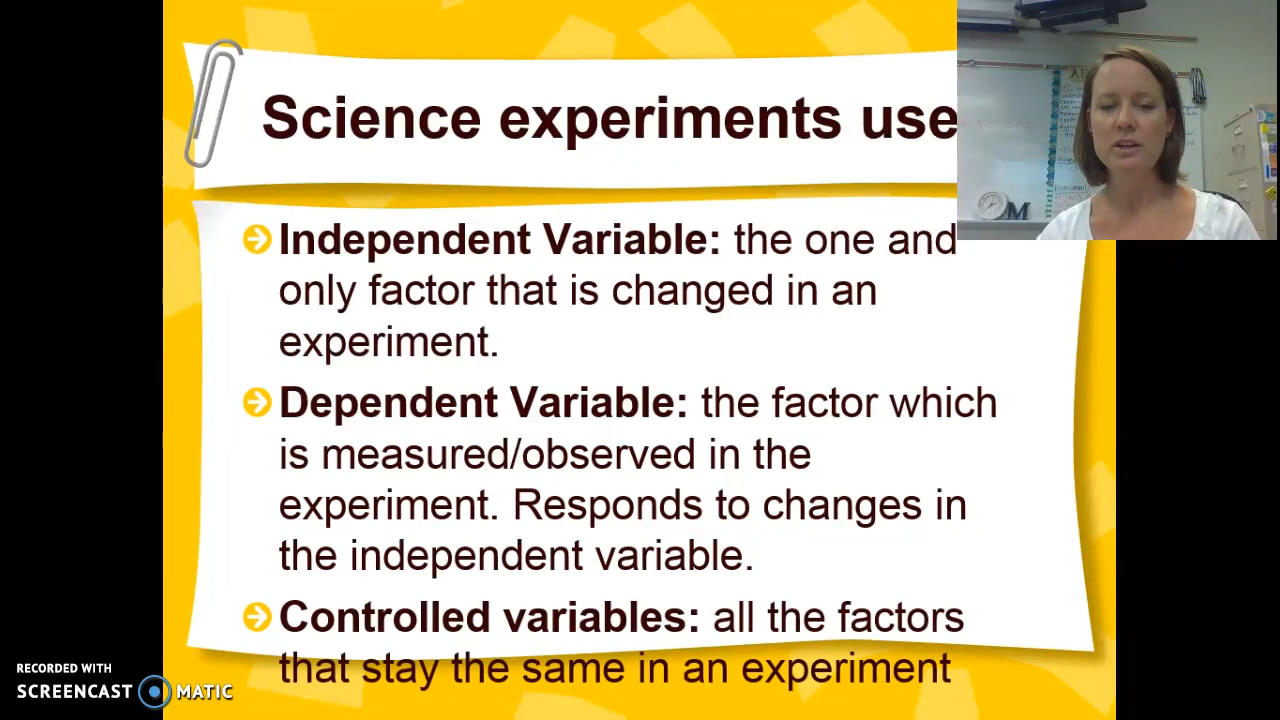 Science experiments use
Independent Variable: the one and
only factor that is changed in an
experiment.
Dependent Variable: the factor which
is measured/observed in the
experiment. Responds to changes in
the independent variable.
Controlled variables: all the factors
that stay the same in an experiment
RECORDED WITH
SCREENCAST MATIC
M